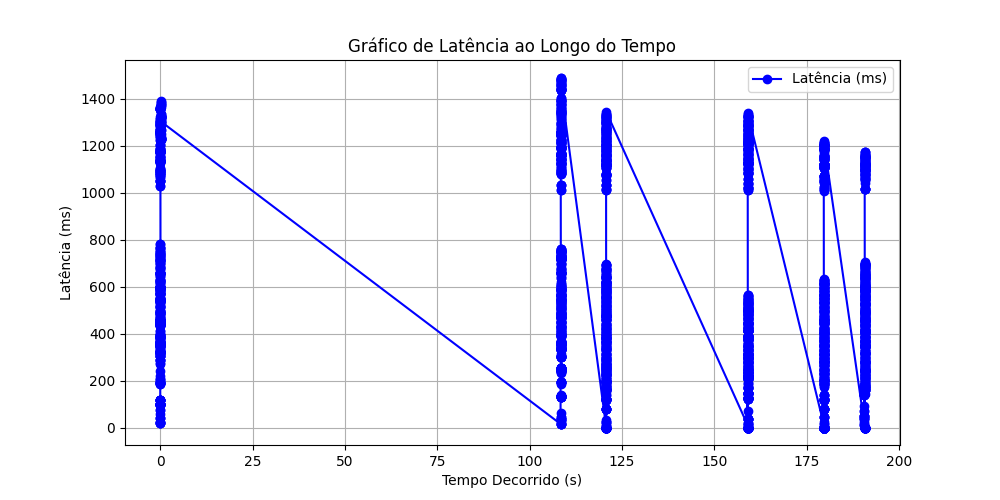 Gráfico de Latência ao Longo do Tempo
Latência (ms)
1400
1200
1000
800
600
400
200
0
Latência (ms)
0 25 50 75 100 125 150 175 200
Tempo Decorrido (s)